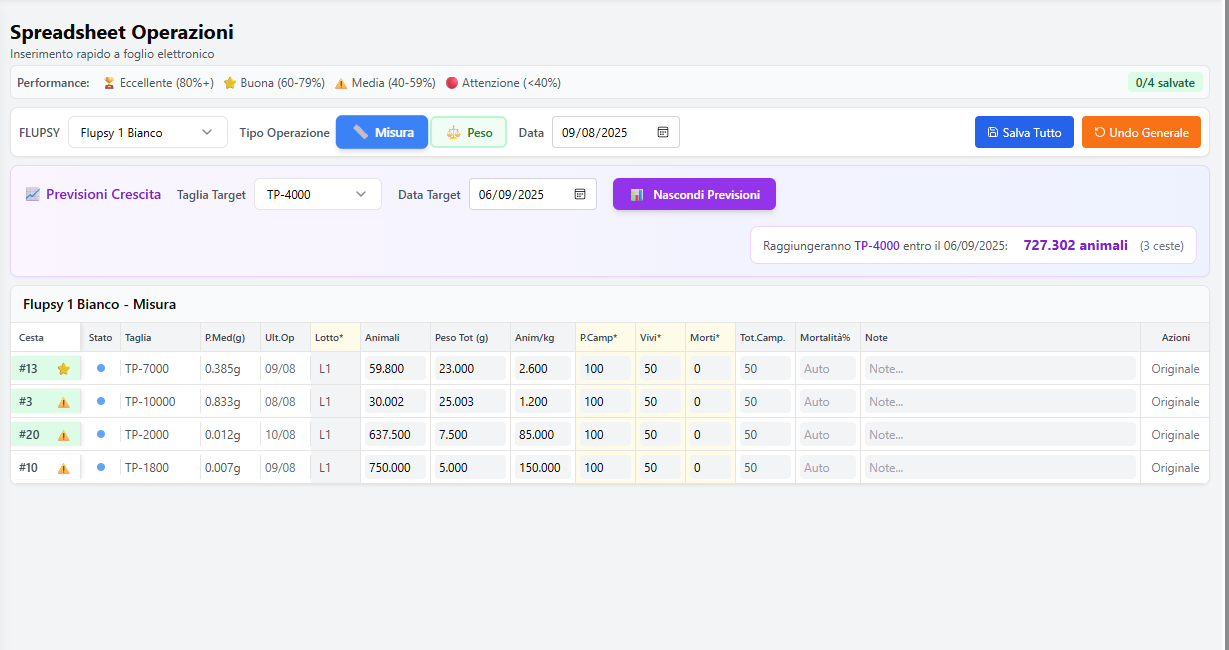 Spreadsheet Operazioni
Inserimento rapido a foglio elettronico
Performance: Eccellente (80%+) Buona (60-79%) Media (40-59%) Attenzione (<40%) 0/4 salvate
FLUPSY Flupsy 1 Bianco Tipo Operazione Misura Peso Data 09/08/2025 Salva Tutto Undo Generale
Previsioni Crescita Taglia Target TP-4000 Data Target 06/09/2025 Nascondi Previsioni
Raggiungeranno TP-4000 entro il 06/09/2025: 727.302 animali (3 ceste)
Flupsy 1 Bianco - Misura
Cesta Stato Taglia P.Med(g) Ult.Op Lotto* Animali Peso Tot (g) Anim/kg P.Camp* Vivi* Morti* Tot.Camp. Mortalità% Note Azioni
#13 TP-7000 0.385g 09/08 L1 59.800 23.000 2.600 100 50 0 50 Auto Note... Originale
#3 TP-10000 0.833g 08/08 L1 30.002 25.003 1.200 100 50 0 50 Auto Note... Originale
#20 TP-2000 0.012g 10/08 L1 637.500 7.500 85.000 100 50 0 50 Auto Note... Originale
#10 TP-1800 0.007g 09/08 L1 750.000 5.000 150.000 100 50 0 50 Auto Note... Originale